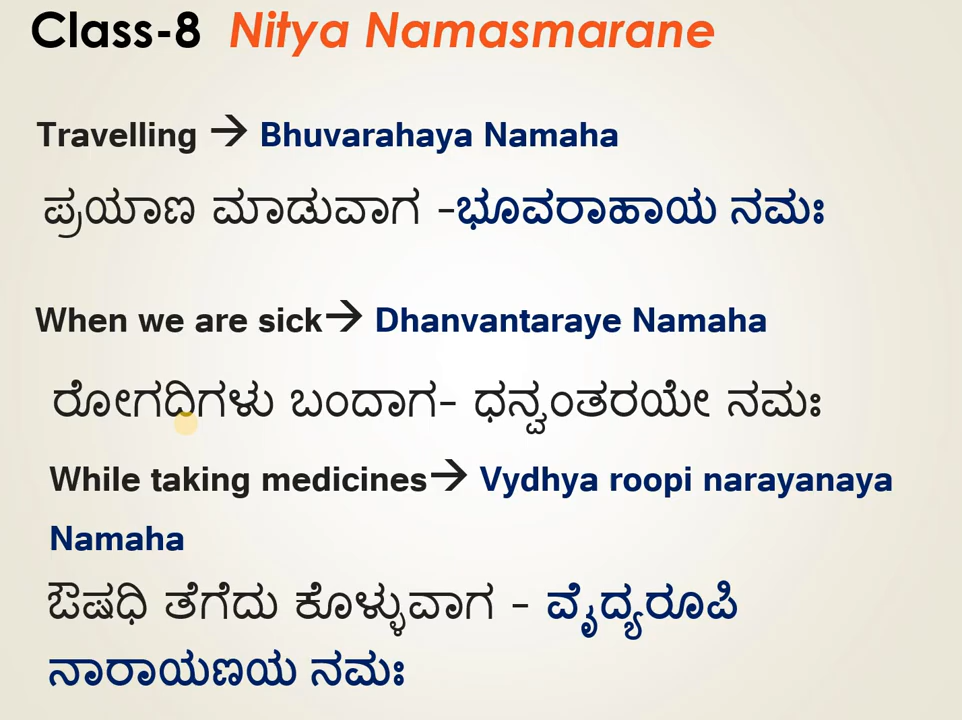 Class-8 Nitya Namasmarane
Travelling → Bhuvarahaya Namaha
ಪ್ರಯಾಣ ಮಾಡುವಾಗ -ಭೂವರಾಹಾಯ ನಮಃ
When we are sick→ Dhanvantaraye Namaha
ರೋಗದಿಗಳು ಬಂದಾಗ- ಧನ್ವಂತರಯೇ ನಮಃ
While taking medicines→ Vydhya roopi narayanaya
Namaha
ಔಷಧಿ ತೆಗೆದು ಕೊಳ್ಳುವಾಗ - ವೈದ್ಯರೂಪಿ
ನಾರಾಯಣಯ ನಮಃ